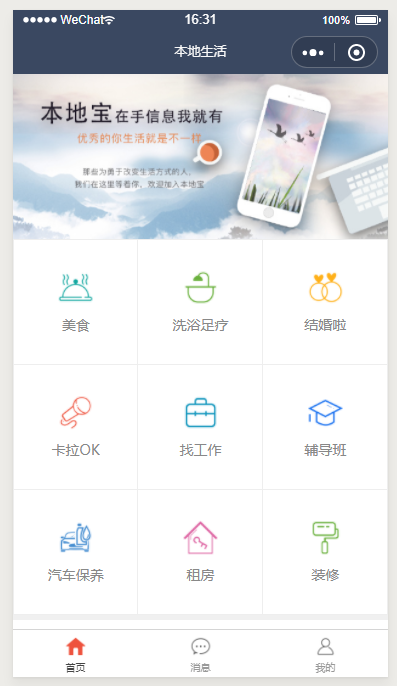 WeChat
16:31
100%
本地生活
本地宝在手信息我就有
优秀的你生活就是不一样
那些为勇于改变生活方式的人，
我们在这里等着你，欢迎加入本地宝
美食
洗浴足疗
结婚啦
卡拉OK
找工作
辅导班
汽车保养
租房
装修
首页
消息
我的